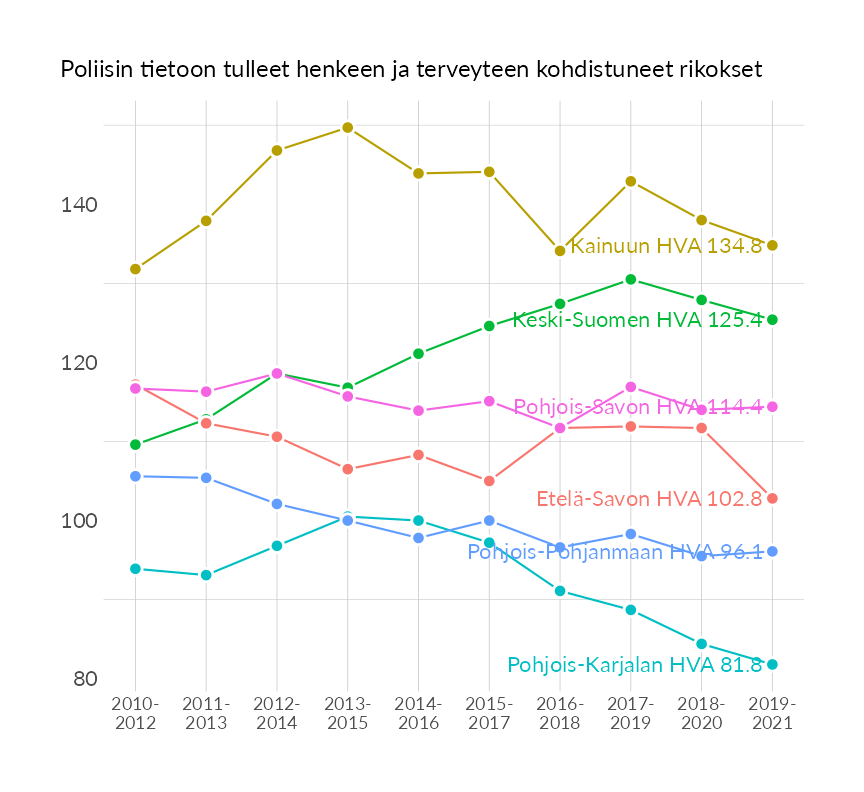 Poliisin tietoon tulleet henkeen ja terveyteen kohdistuneet rikokset
140
120
100
80
Kainuun HVA 134.8
Keski-Suomen HVA 125.4
Pohjois-Savon HVA 114.4
Etelä-Savon HVA 102.8
Pohjois-Pohjanmaan HVA 96.1
Pohjois-Karjalan HVA 81.8
2010- 2011- 2012- 2013- 2014- 2015- 2016- 2017- 2018- 2019-
2012 2013 2014 2015 2016 2017 2018 2019 2020 2021